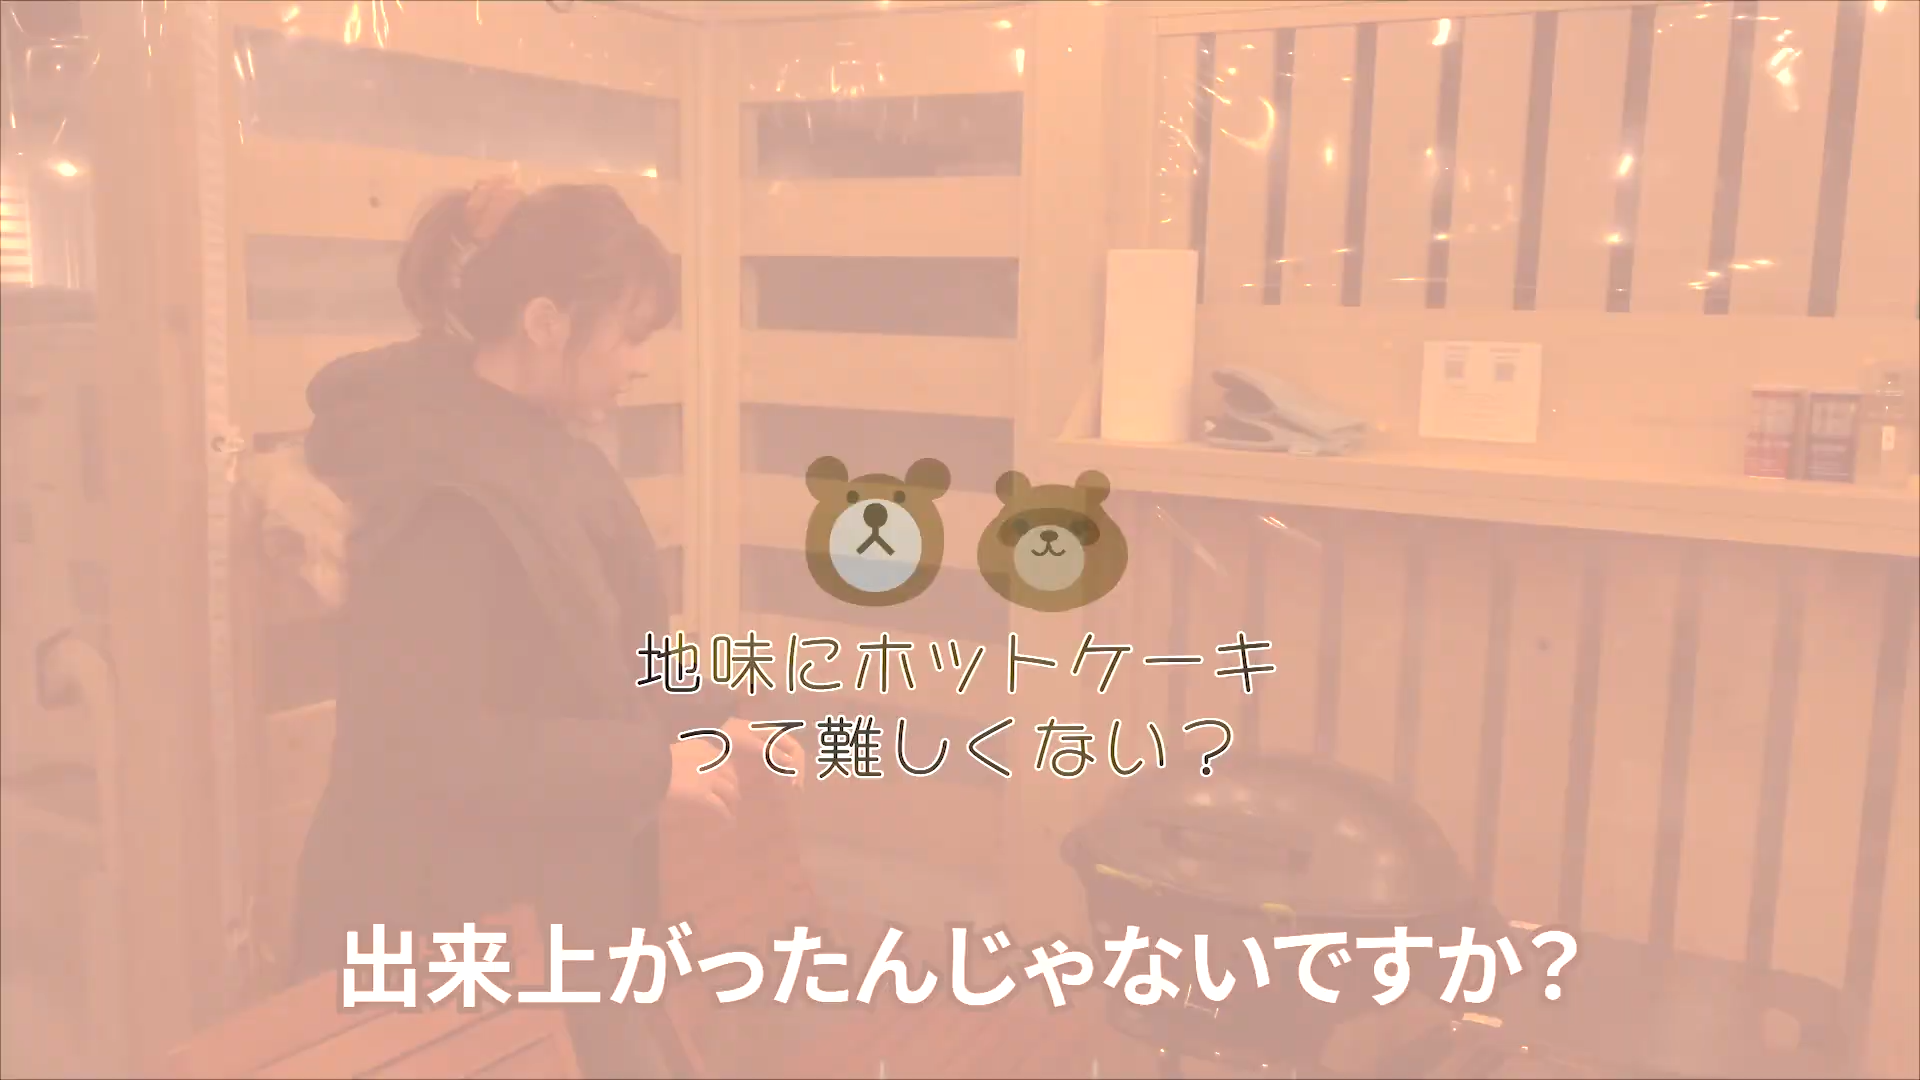 地味にホットケーキ
って難しくない？
出来上がったんじゃないですか？